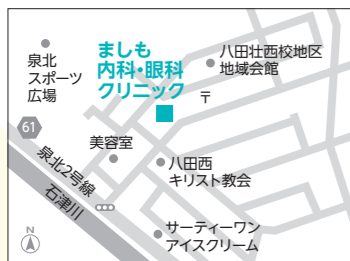 泉北
スポーツ
広場
ましも
内科・眼科
クリニック
八田荘西校地区
地域会館
〒
61
美容室
泉北2号線
石津川
八田西
キリスト教会
サーティーワン
アイスクリーム
N